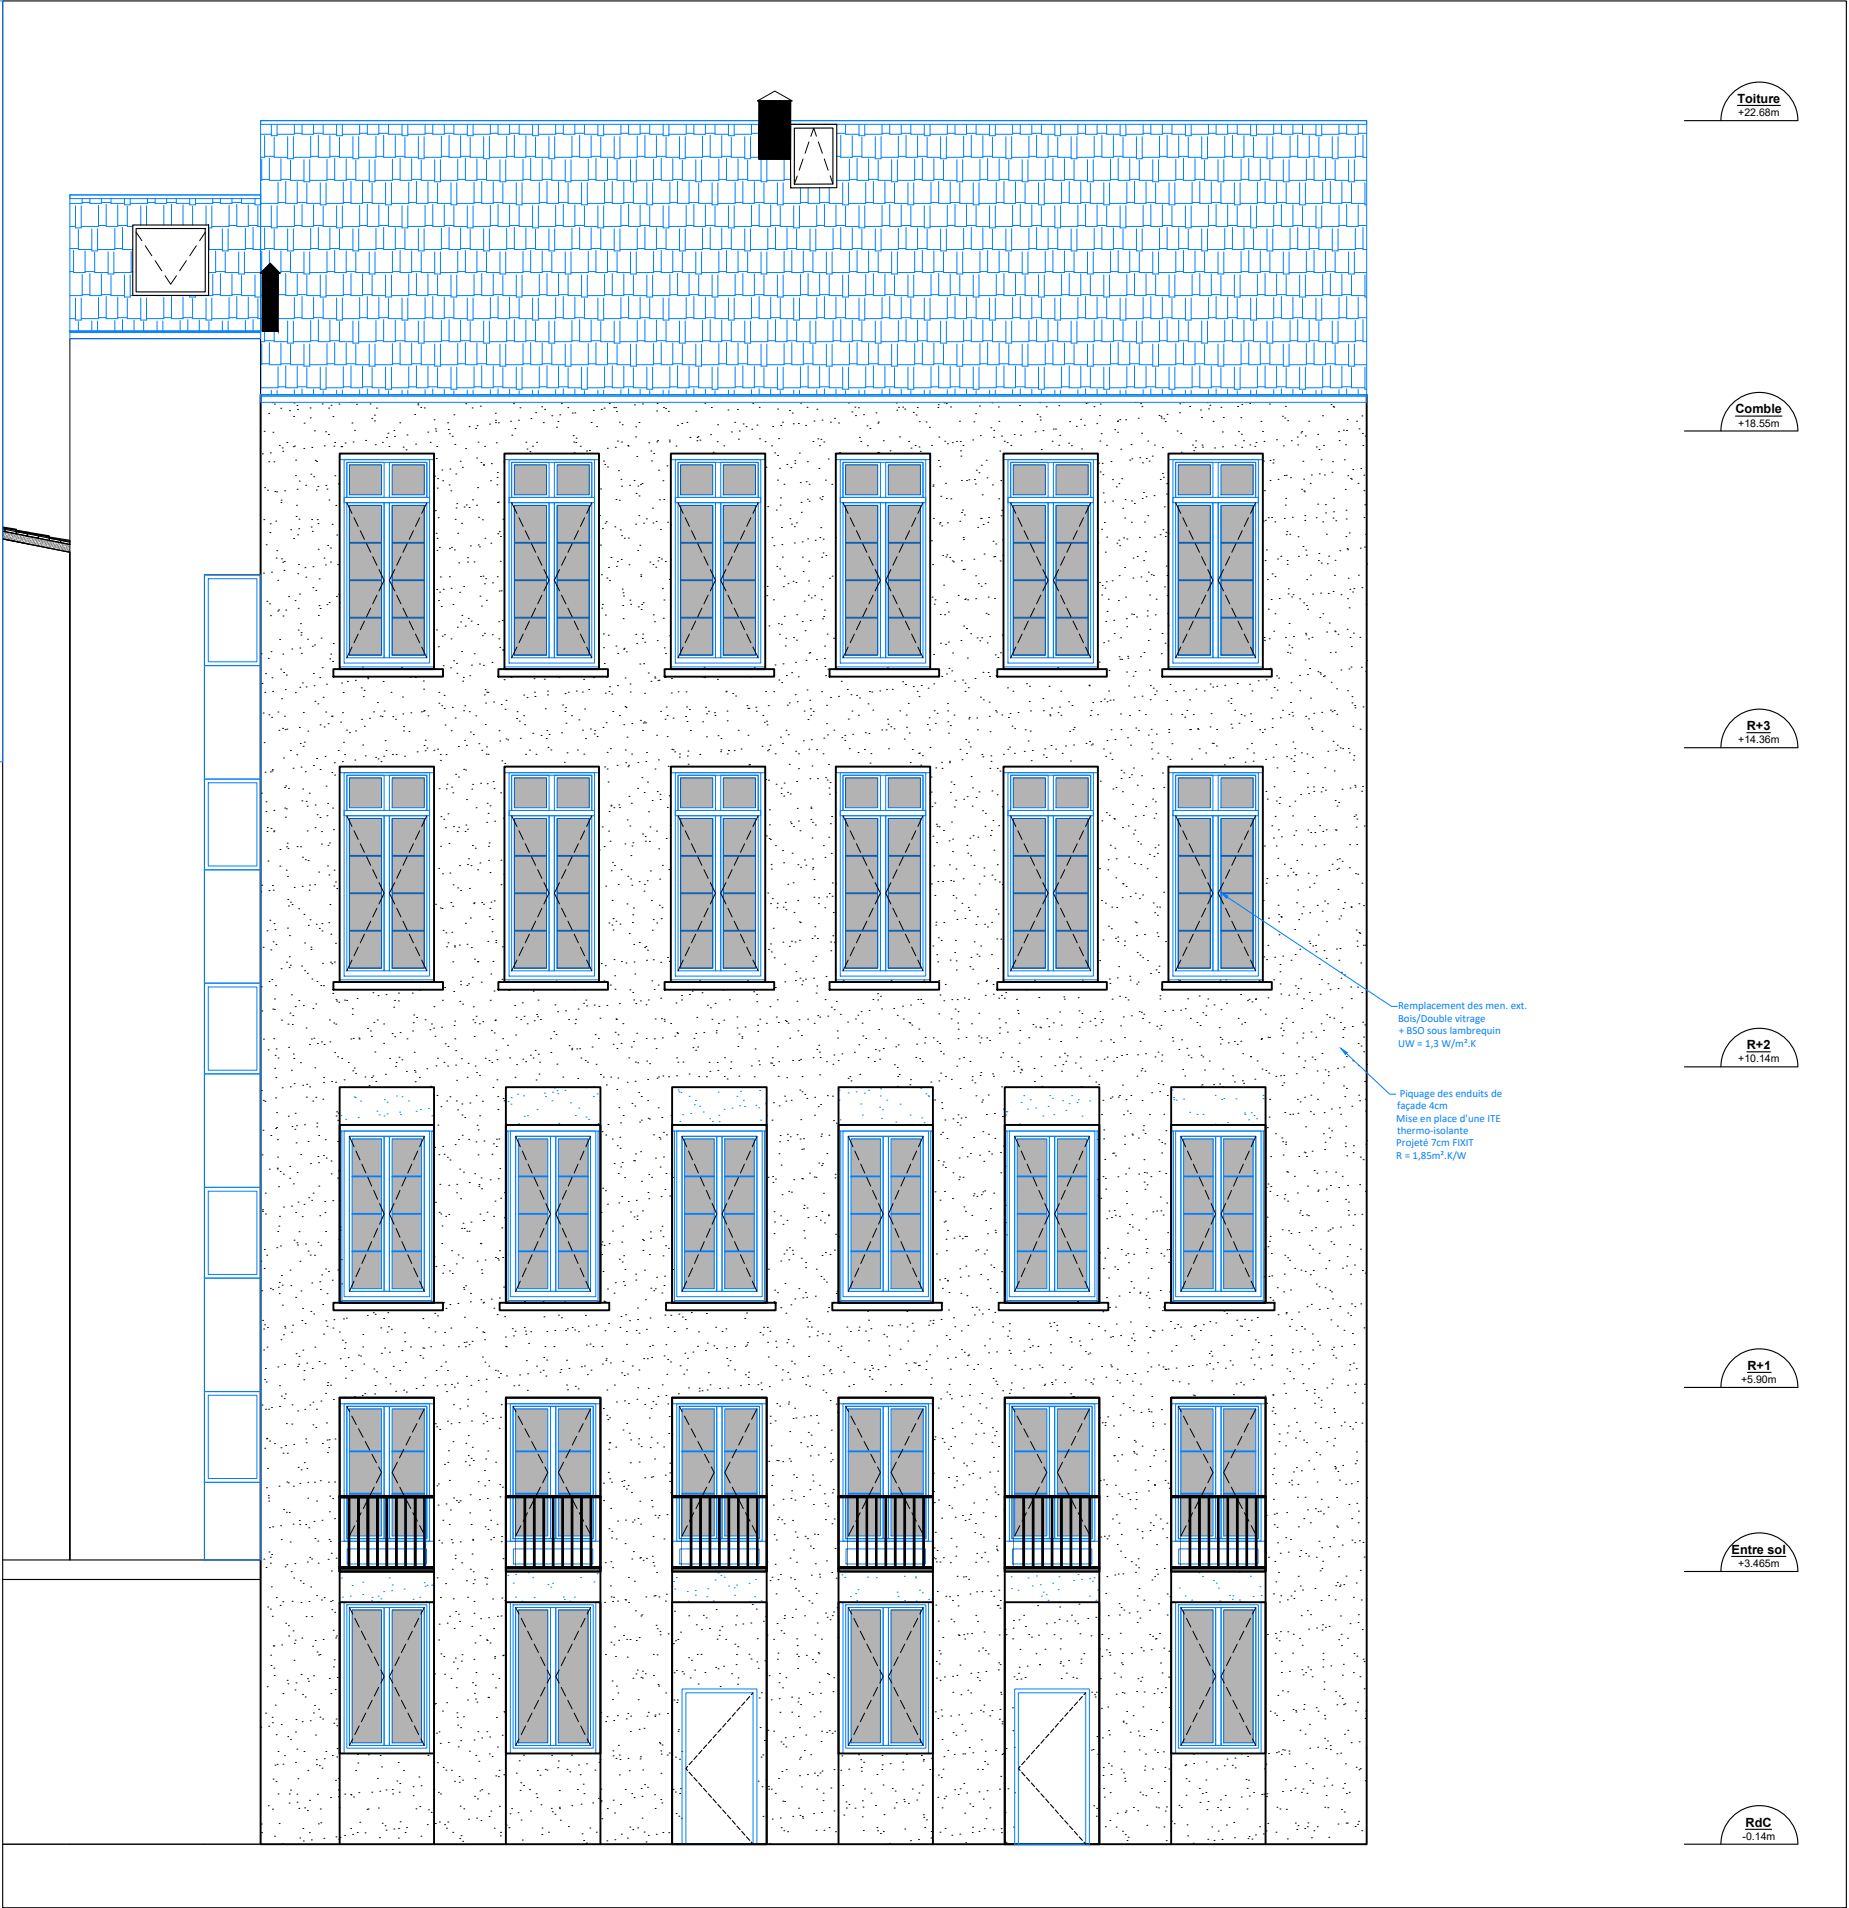 Toiture
+22.68m
Comble
+18.55m
R+3
+14.36m
Remplacement des men. ext.
Bois/Double vitrage
+ BSO sous lambrequin
UW = 1,3 W/m².K
R+2
+10.14m
Piquage des enduits de
façade 4cm
Mise en place d'une ITE
thermo-isolante
Projeté 7cm FIXIT
R = 1,85m².K/W
R+1
+5.90m
Entre sol
+3.465m
RdC
-0.14m